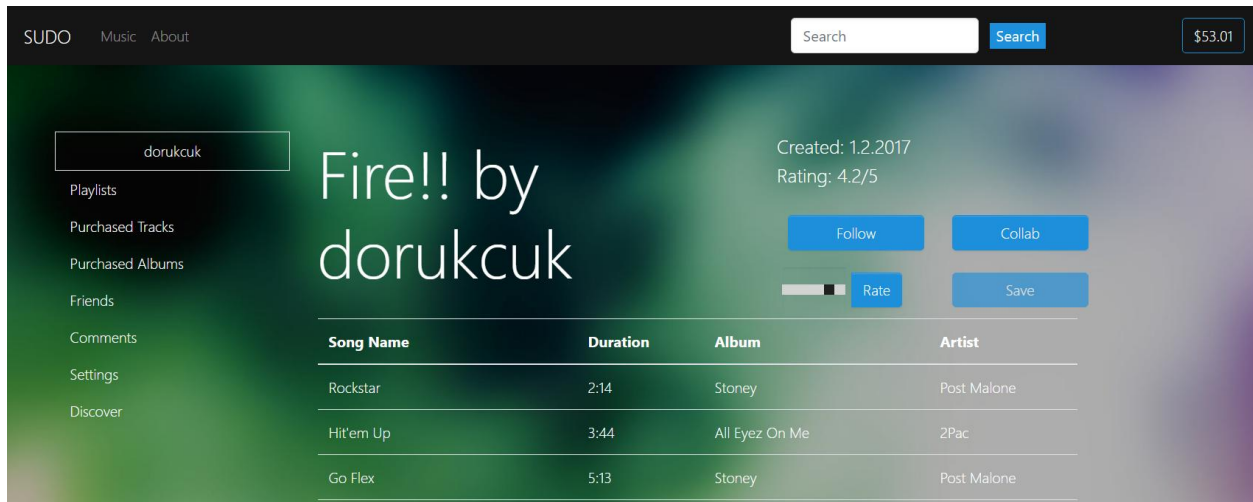 SUDO Music About Search Search $53.01
dorukcuk
Playlists
Purchased Tracks
Purchased Albums
Friends
Comments
Settings
Discover
Fire!! by
dorukcuk
Created: 1.2.2017
Rating: 4.2/5
Follow Collab
Rate Save
Song Name Duration Album Artist
Rockstar 2:14 Stoney Post Malone
Hit'em Up 3:44 All Eyez On Me 2Pac
Go Flex 5:13 Stoney Post Malone